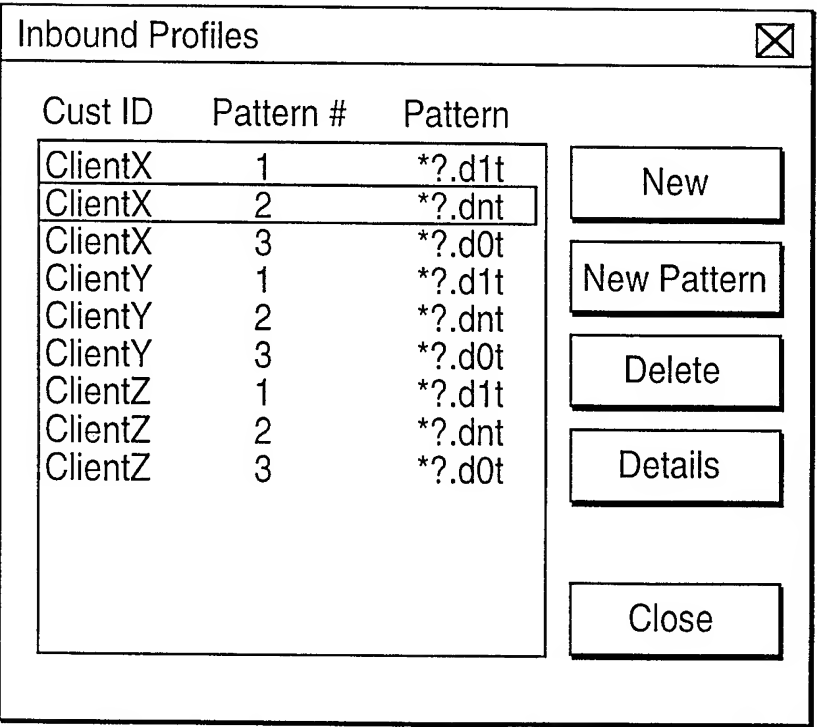 Inbound Profiles
Cust ID Pattern # Pattern
ClientX 1 *?.d1t
ClientX 2 *?.dnt
ClientX 3 *?.d0t
ClientY 1 *?.d1t
ClientY 2 *?.dnt
ClientY 3 *?.d0t
ClientZ 1 *?.d1t
ClientZ 2 *?.dnt
ClientZ 3 *?.d0t
New
New Pattern
Delete
Details
Close